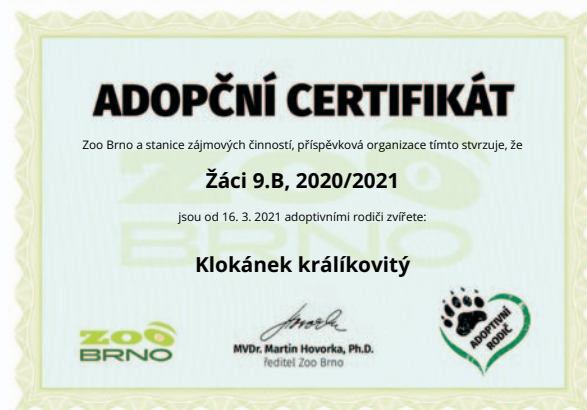 ADOPČNÍ CERTIFIKÁT
Zoo Brno a stanice zájmových činností, příspěvková organizace tímto stvrzuje, že
Žáci 9.B, 2020/2021
jsou od 16. 3. 2021 adoptivními rodiči zvířete:
Klokánek králíkovitý
ZOO
BRNO
MVDr. Martin Hovorka, Ph.D.
ředitel Zoo Brno
ADOPTIVNÍ
RODIČ